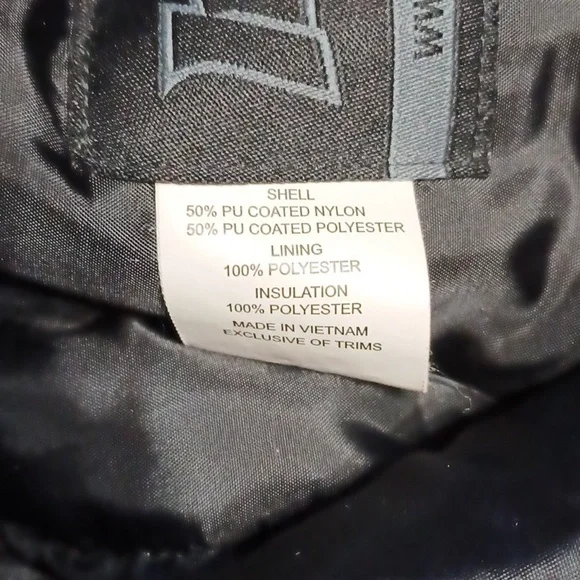 SHELL
50% PU COATED NYLON
50% PU COATED POLYESTER
LINING
100% POLYESTER
INSULATION
100% POLYESTER
MADE IN VIETNAM
EXCLUSIVE OF TRIMS